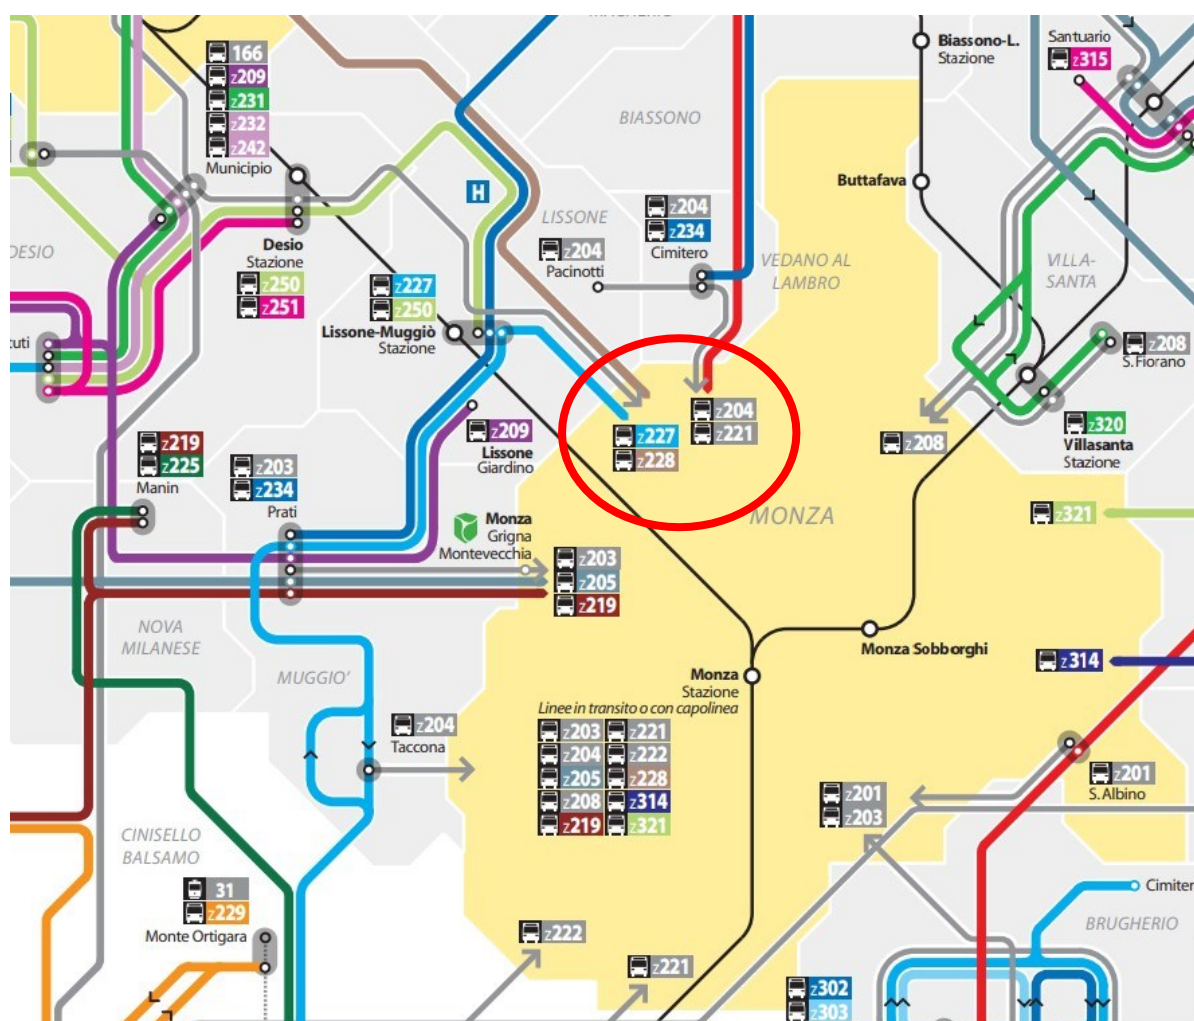 MACHERIO
166
z209
z231
z232
z242
Municipio
Biassono-L.
Stazione
Santuario
z315
BIASSONO
Buttafava
H
LISSONE
z204
z234
Cimitero
z204
Pacinotti
VEDANO AL
LAMBRO
VILLA-
SANTA
DESIO
Desio
Stazione
z250
z251
z227
z250
Lissone-Muggiò
Stazione
cuti
z208
S.Fiorano
z204
z221
z227
z228
z209
Lissone
Giardino
z208
z320
Villasanta
Stazione
z219
z225
Manin
z203
z234
Prati
Monza
Grigna
Montevecchia
MONZA
z321
z203
z205
z219
NOVA
MILANESE
MUGGIO'
Monza Sobborghi
z314
Monza
Stazione
Linee in transito o con capolinea
z203 z221
z204 z222
z205 z228
z208 z314
z219 z321
z204
Taccona
z201
S.Albino
z201
z203
CINISELLO
BALSAMO
31
z229
Monte Ortigara
z222
z221
Cimiter
BRUGHERIO
z302
z303